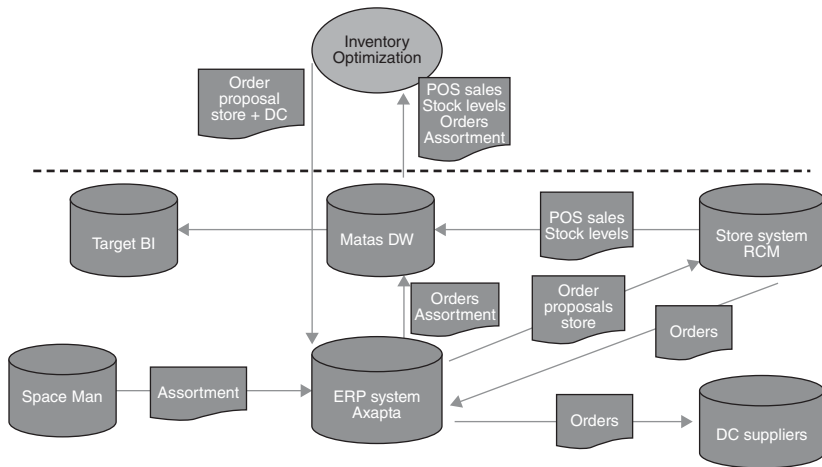 Inventory
Optimization
Order
proposal
store + DC
POS sales
Stock levels
Orders
Assortment
Target BI
Matas DW
POS sales
Stock levels
Store system
RCM
Orders
Assortment
Order
proposals
store
Orders
Space Man
Assortment
ERP system
Axapta
Orders
DC suppliers